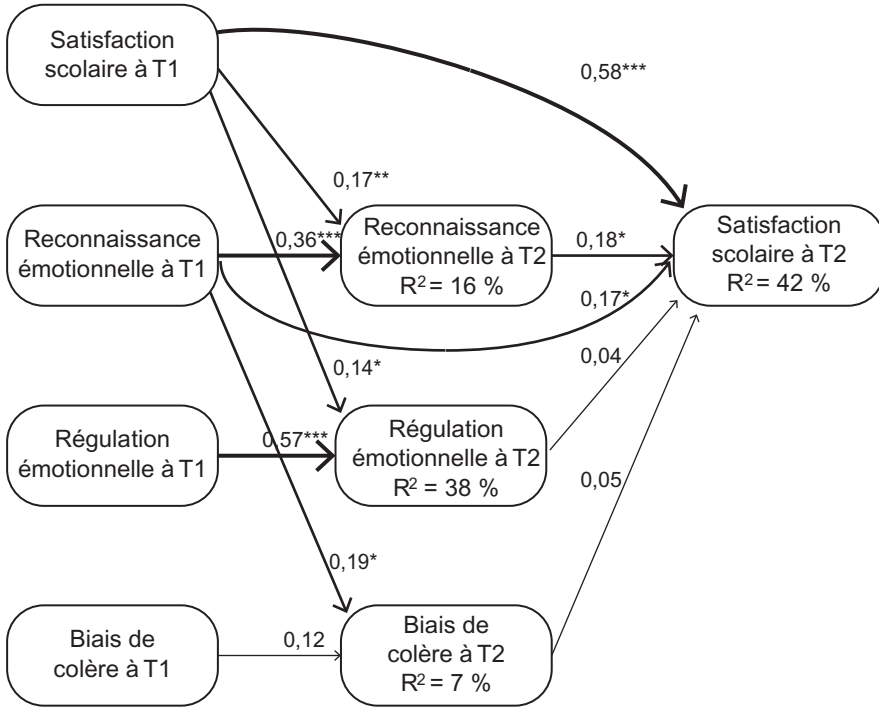 Satisfaction
scolaire à T1
0,58***
0,17**
Reconnaissance
émotionnelle à T1
0,36***
Reconnaissance
émotionnelle à T2
R² = 16 %
0,18*
Satisfaction
scolaire à T2
R² = 42 %
0,17*
0,14*
0,04
Régulation
émotionnelle à T1
0,57***
Régulation
émotionnelle à T2
R² = 38 %
0,05
0,19*
Biais de
colère à T1
0,12
Biais de
colère à T2
R² = 7 %